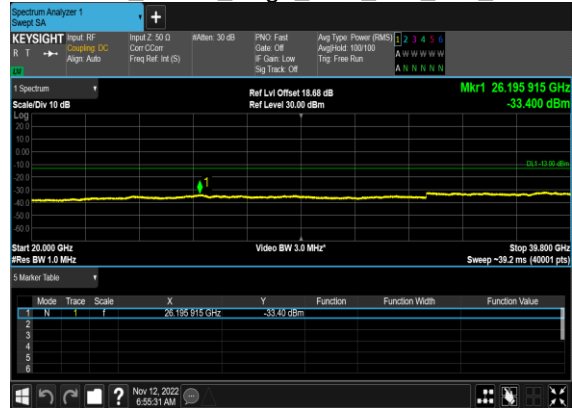 Spectrum Analyzer 1
Swept SA
+
KEYSIGHT Input: RF Input Z: 50 Ω #Atten: 30 dB PNO: Fast Avg Type: Power (RMS) 1 2 3 4 5 6
R T Coupling: DC Corr CCorr Gate: Off Avg|Hold: 100/100 A W W W W W
Align: Auto Freq Ref: Int (S) IF Gain: Low Trig: Free Run
Sig Track: Off A N N N N N
1 Spectrum Ref Lvl Offset 18.68 dB Mkr1 26.195 915 GHz
Scale/Div 10 dB Ref Level 30.00 dBm -33.400 dBm
Log
20.0
10.0
0.00
-10.0 DL1 -13.00 dBm
-20.0
-30.0 1
-40.0
-50.0
-60.0
Start 20.000 GHz Video BW 3.0 MHz* Stop 39.800 GHz
#Res BW 1.0 MHz Sweep ~39.2 ms (40001 pts)
5 Marker Table
Mode Trace Scale X Y Function Function Width Function Value
1 N 1 f 26.195 915 GHz -33.40 dBm
2
3
4
5
6
? Nov 12, 2022
6:55:31 AM